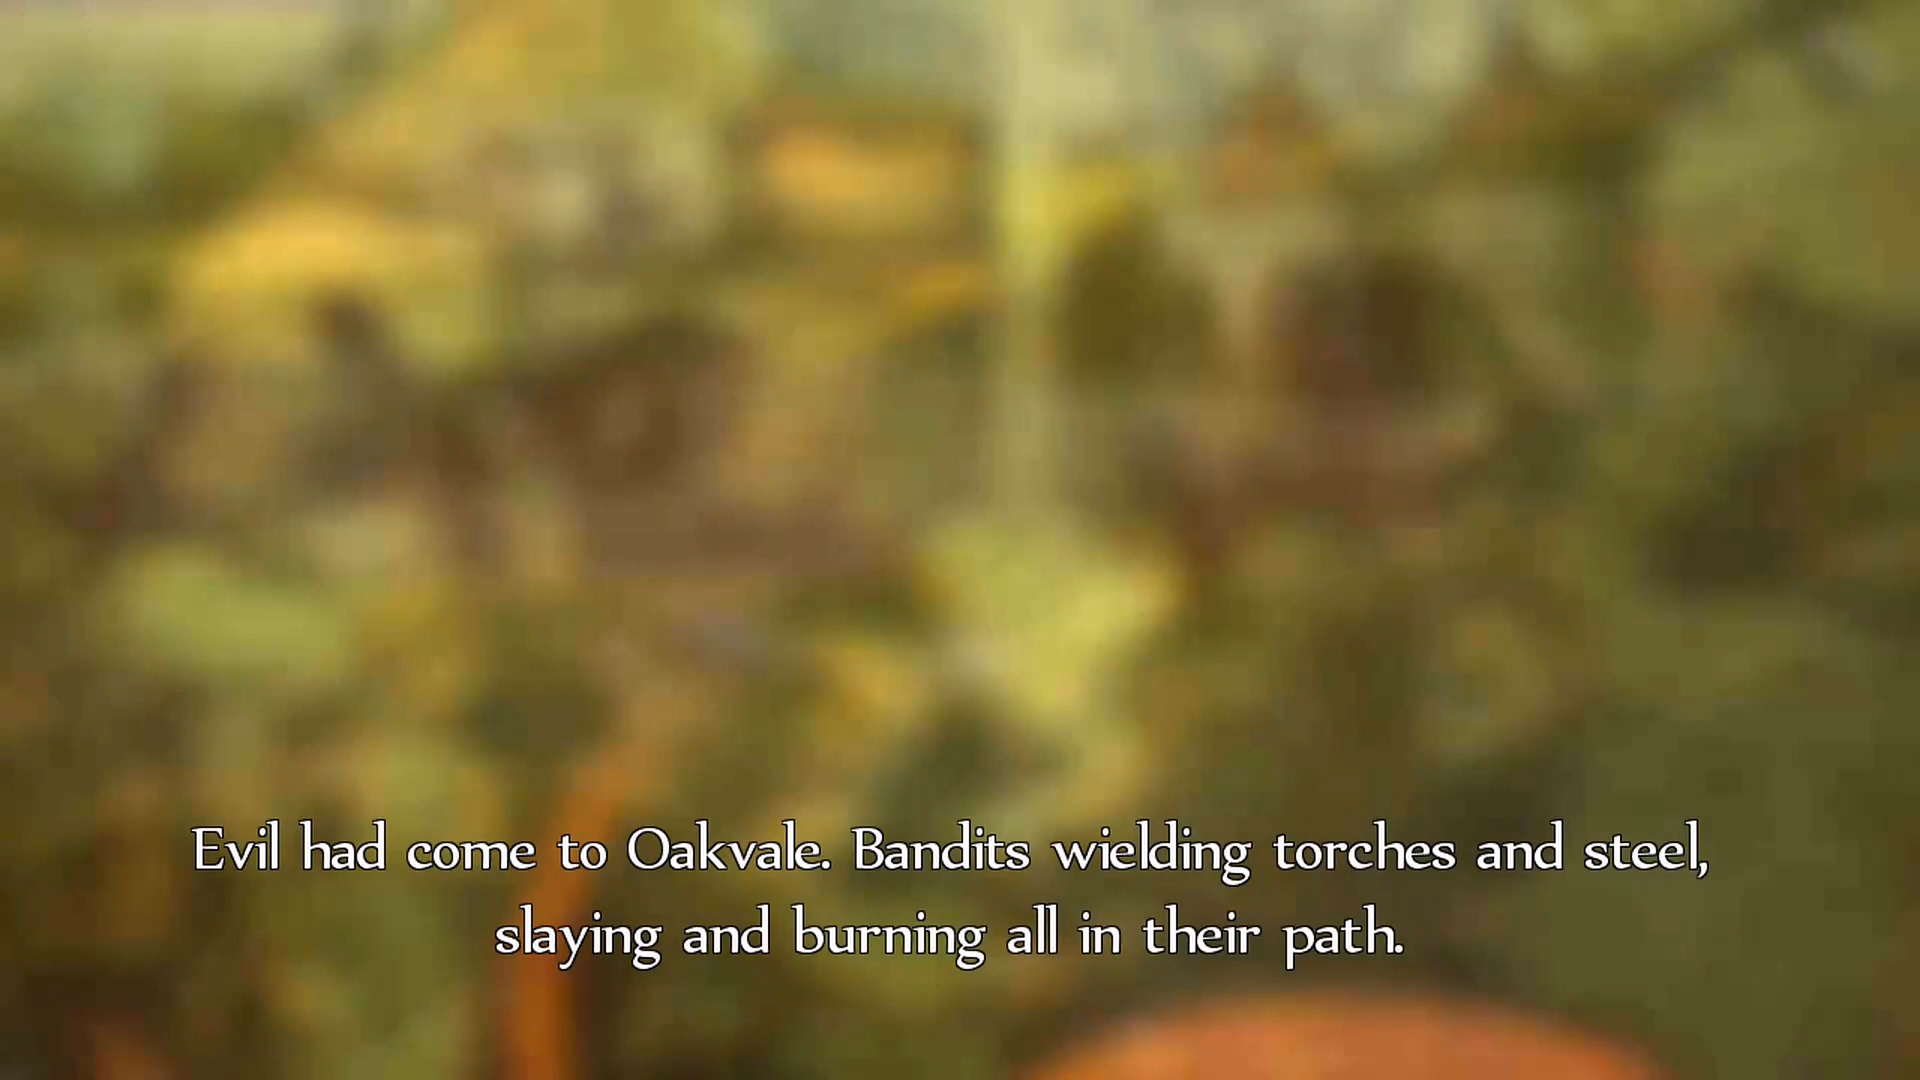 Evil had come to Oakvale. Bandits wielding torches and steel,
slaying and burning all in their path.